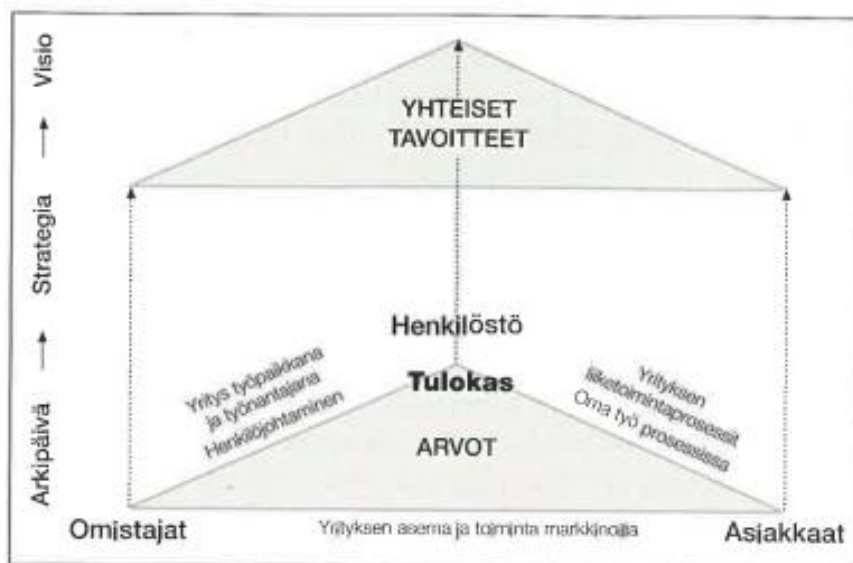 Visio
Strategia
Arkipäivä
YHTEISET
TAVOITTEET
Henkilöstö
Tulokas
Yritys työpaikkana
ja työnantajana
Henkilöjohtaminen
Yrityksen
liiketoimintaprosessit
Oma työ prosessissa
ARVOT
Omistajat
Yrityksen asema ja toiminta markkinoilla
Asiakkaat